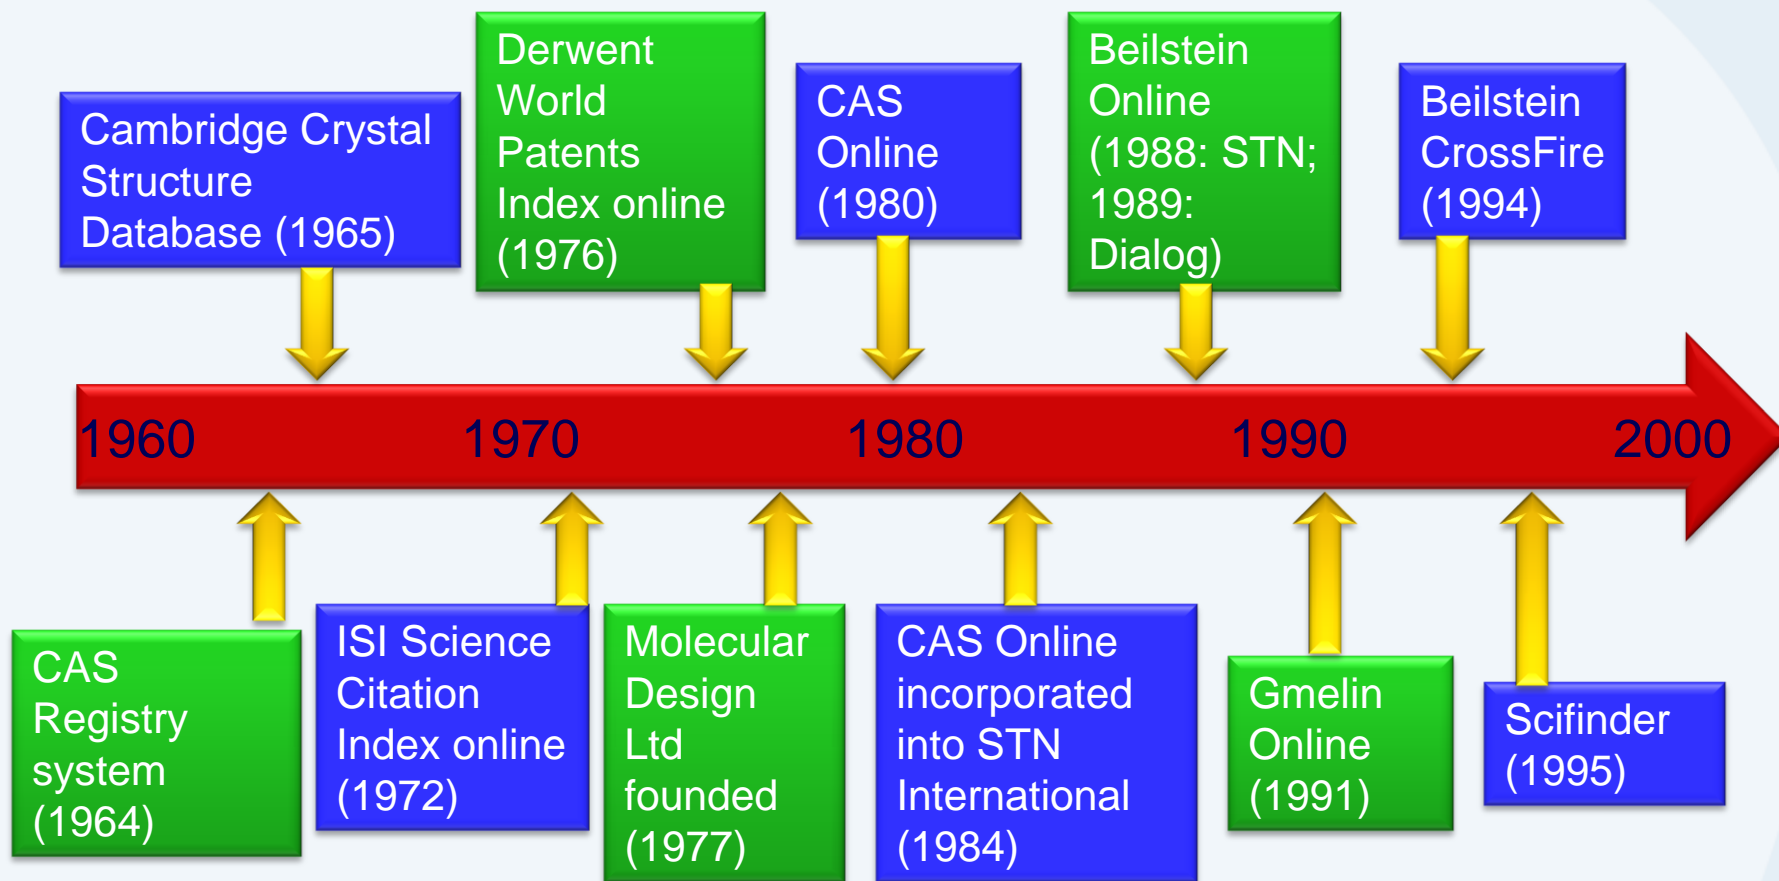 Cambridge Crystal
Structure
Database (1965)
Derwent
World
Patents
Index online
(1976)
CAS
Online
(1980)
Beilstein
Online
(1988: STN;
1989:
Dialog)
Beilstein
CrossFire
(1994)
1960 1970 1980 1990 2000
CAS
Registry
system
(1964)
ISI Science
Citation
Index online
(1972)
Molecular
Design
Ltd
founded
(1977)
CAS Online
incorporated
into STN
International
(1984)
Gmelin
Online
(1991)
Scifinder
(1995)